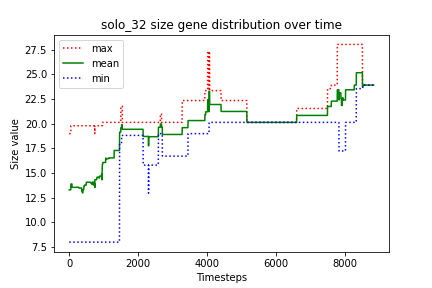 solo_32 size gene distribution over time
max
mean
min
27.5
25.0
22.5
20.0
17.5
15.0
12.5
10.0
7.5
Size value
0 2000 4000 6000 8000
Timesteps